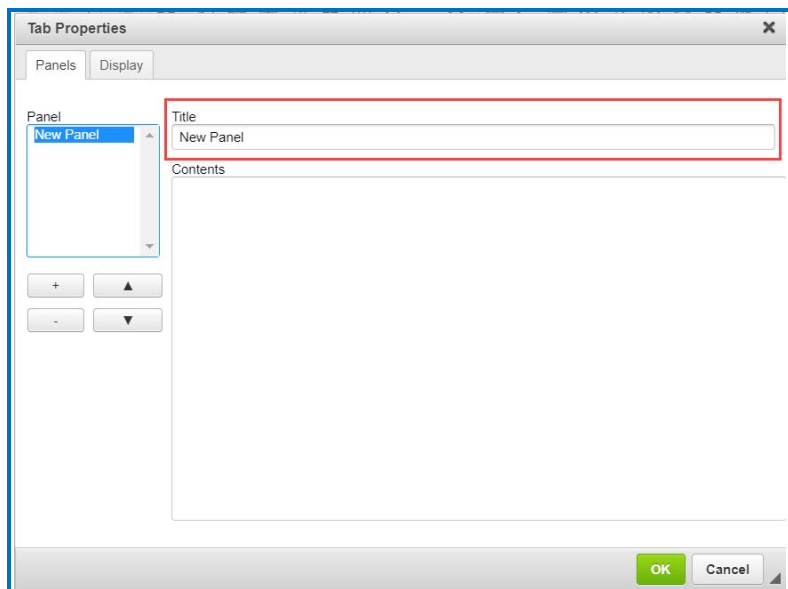 Tab Properties
Panels Display
Panel
New Panel
Title
New Panel
Contents
+ ▲
- ▼
OK Cancel